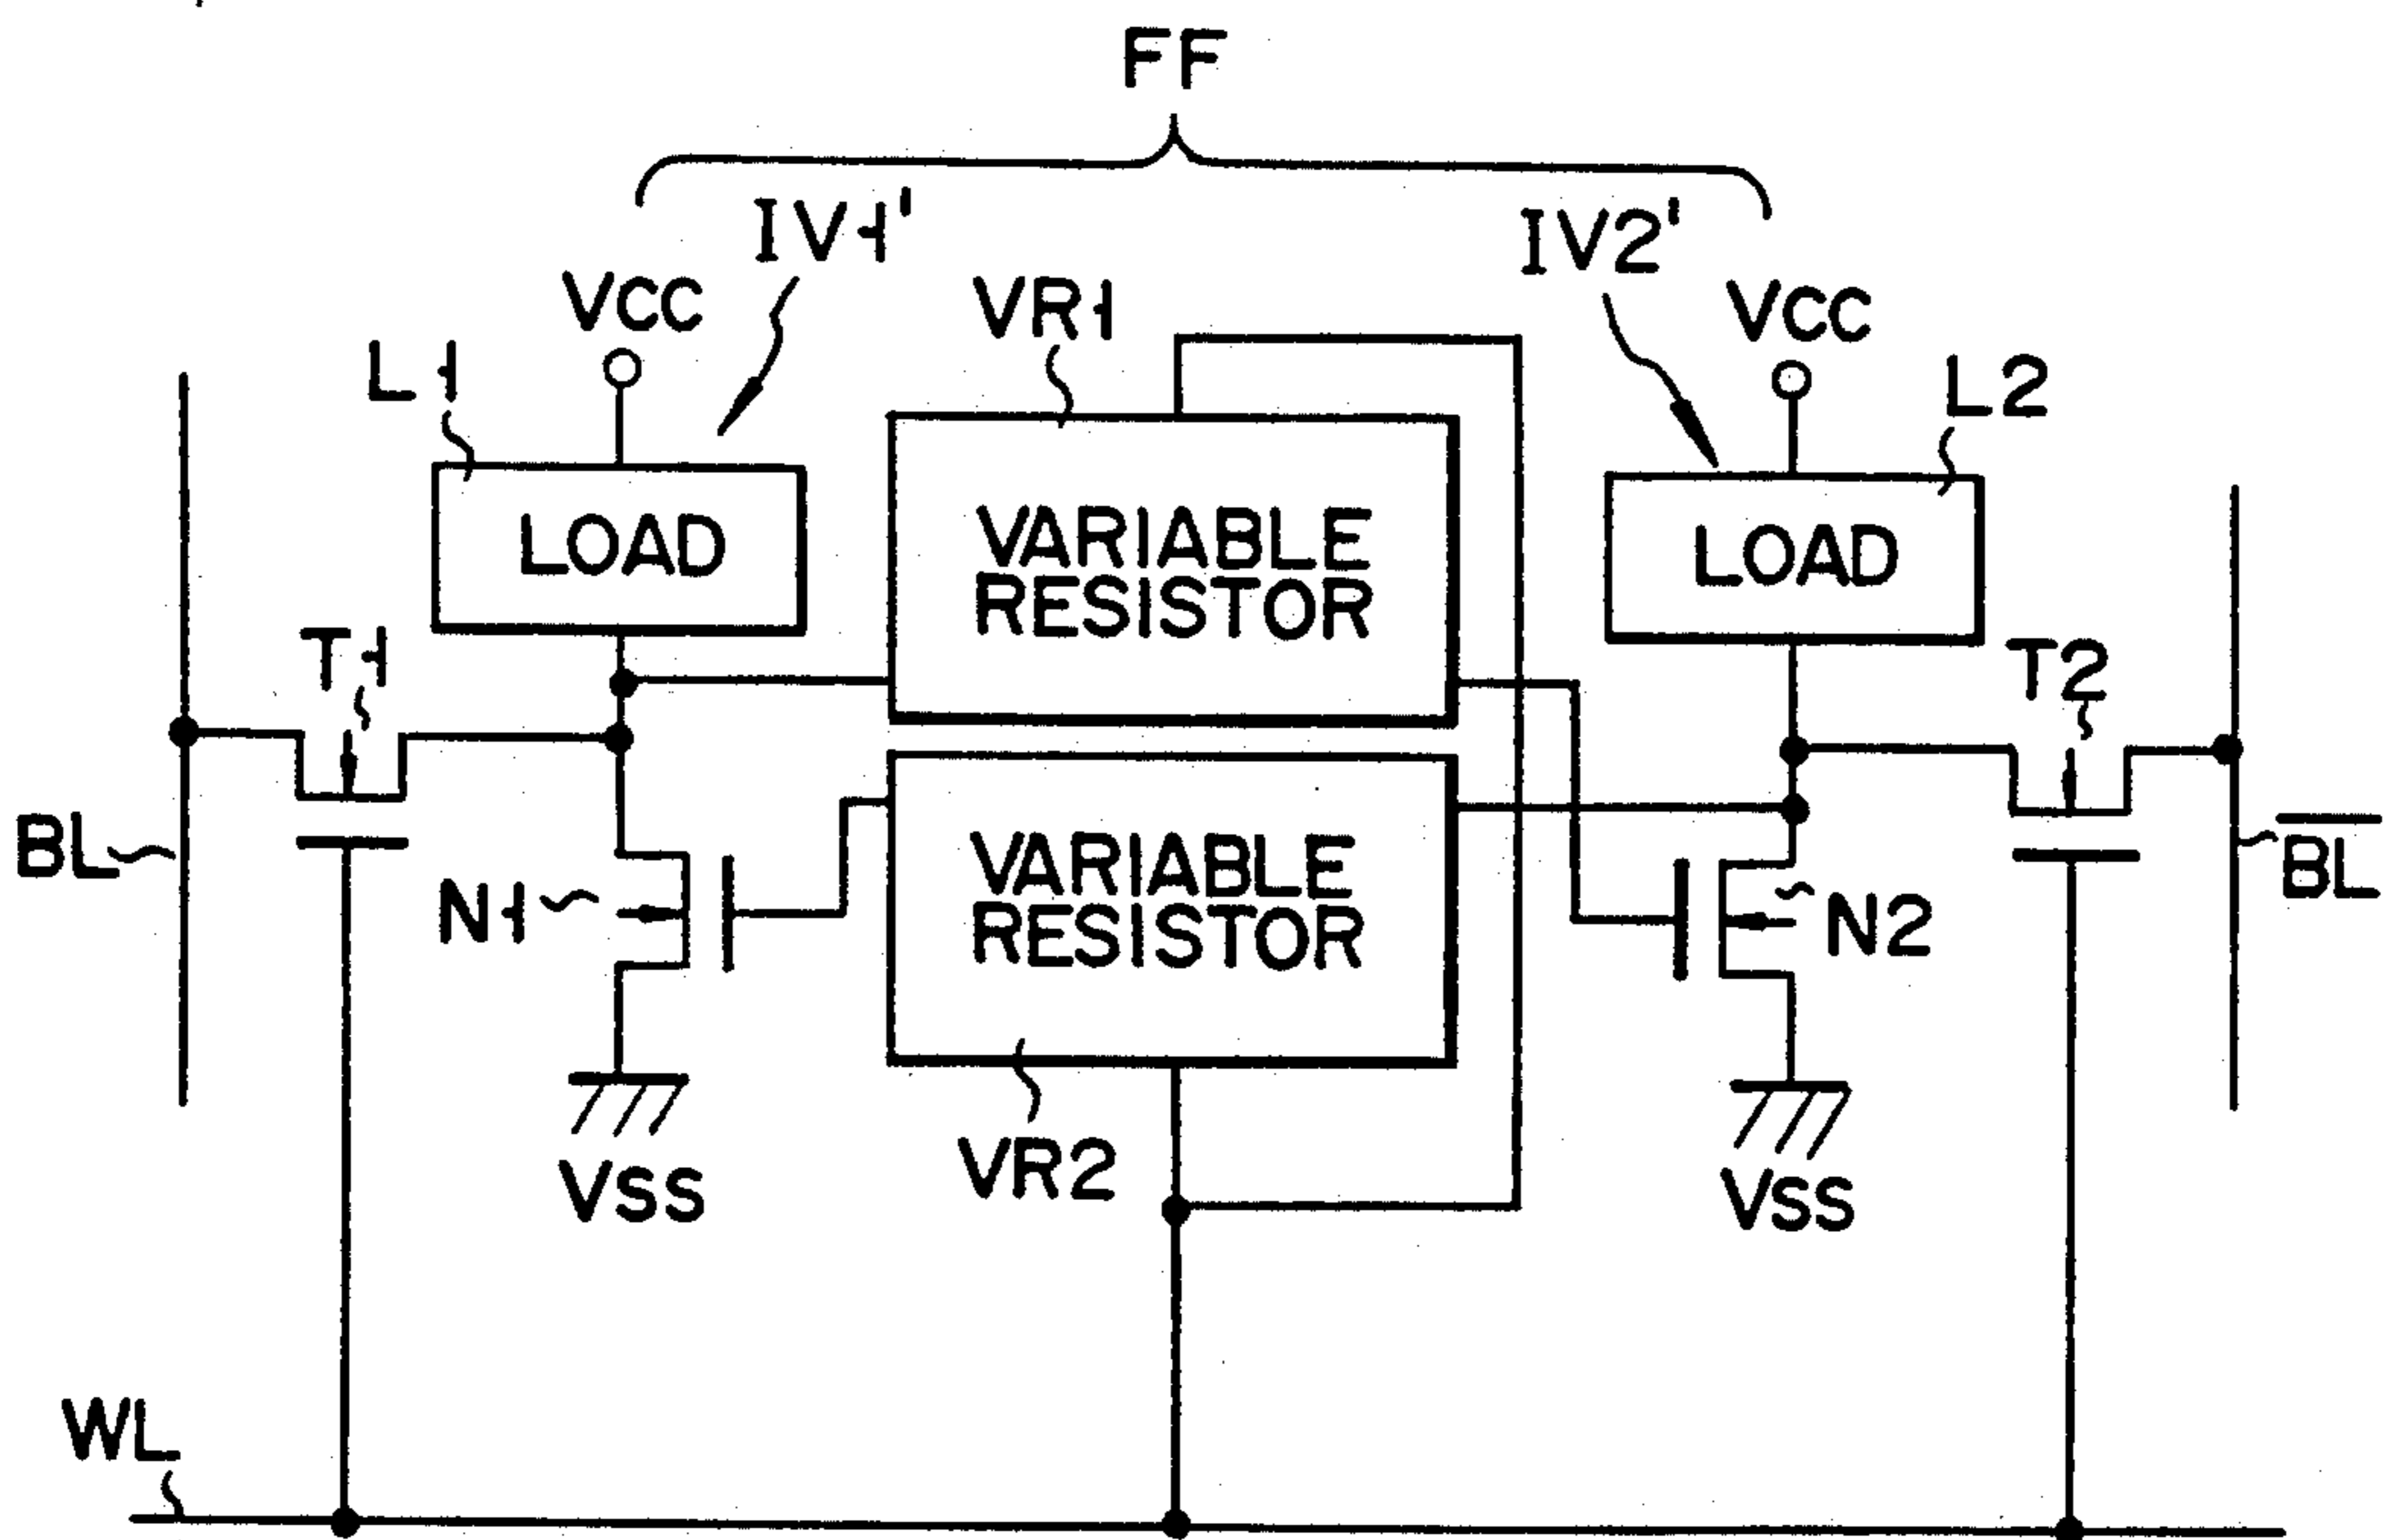 FF
IV1'
IV2'
VCC
VR1
VCC
L1
L2
LOAD
VARIABLE
RESISTOR
LOAD
T1
T2
BL
N1
VARIABLE
RESISTOR
N2
B̅L̅
VSS
VR2
VSS
WL